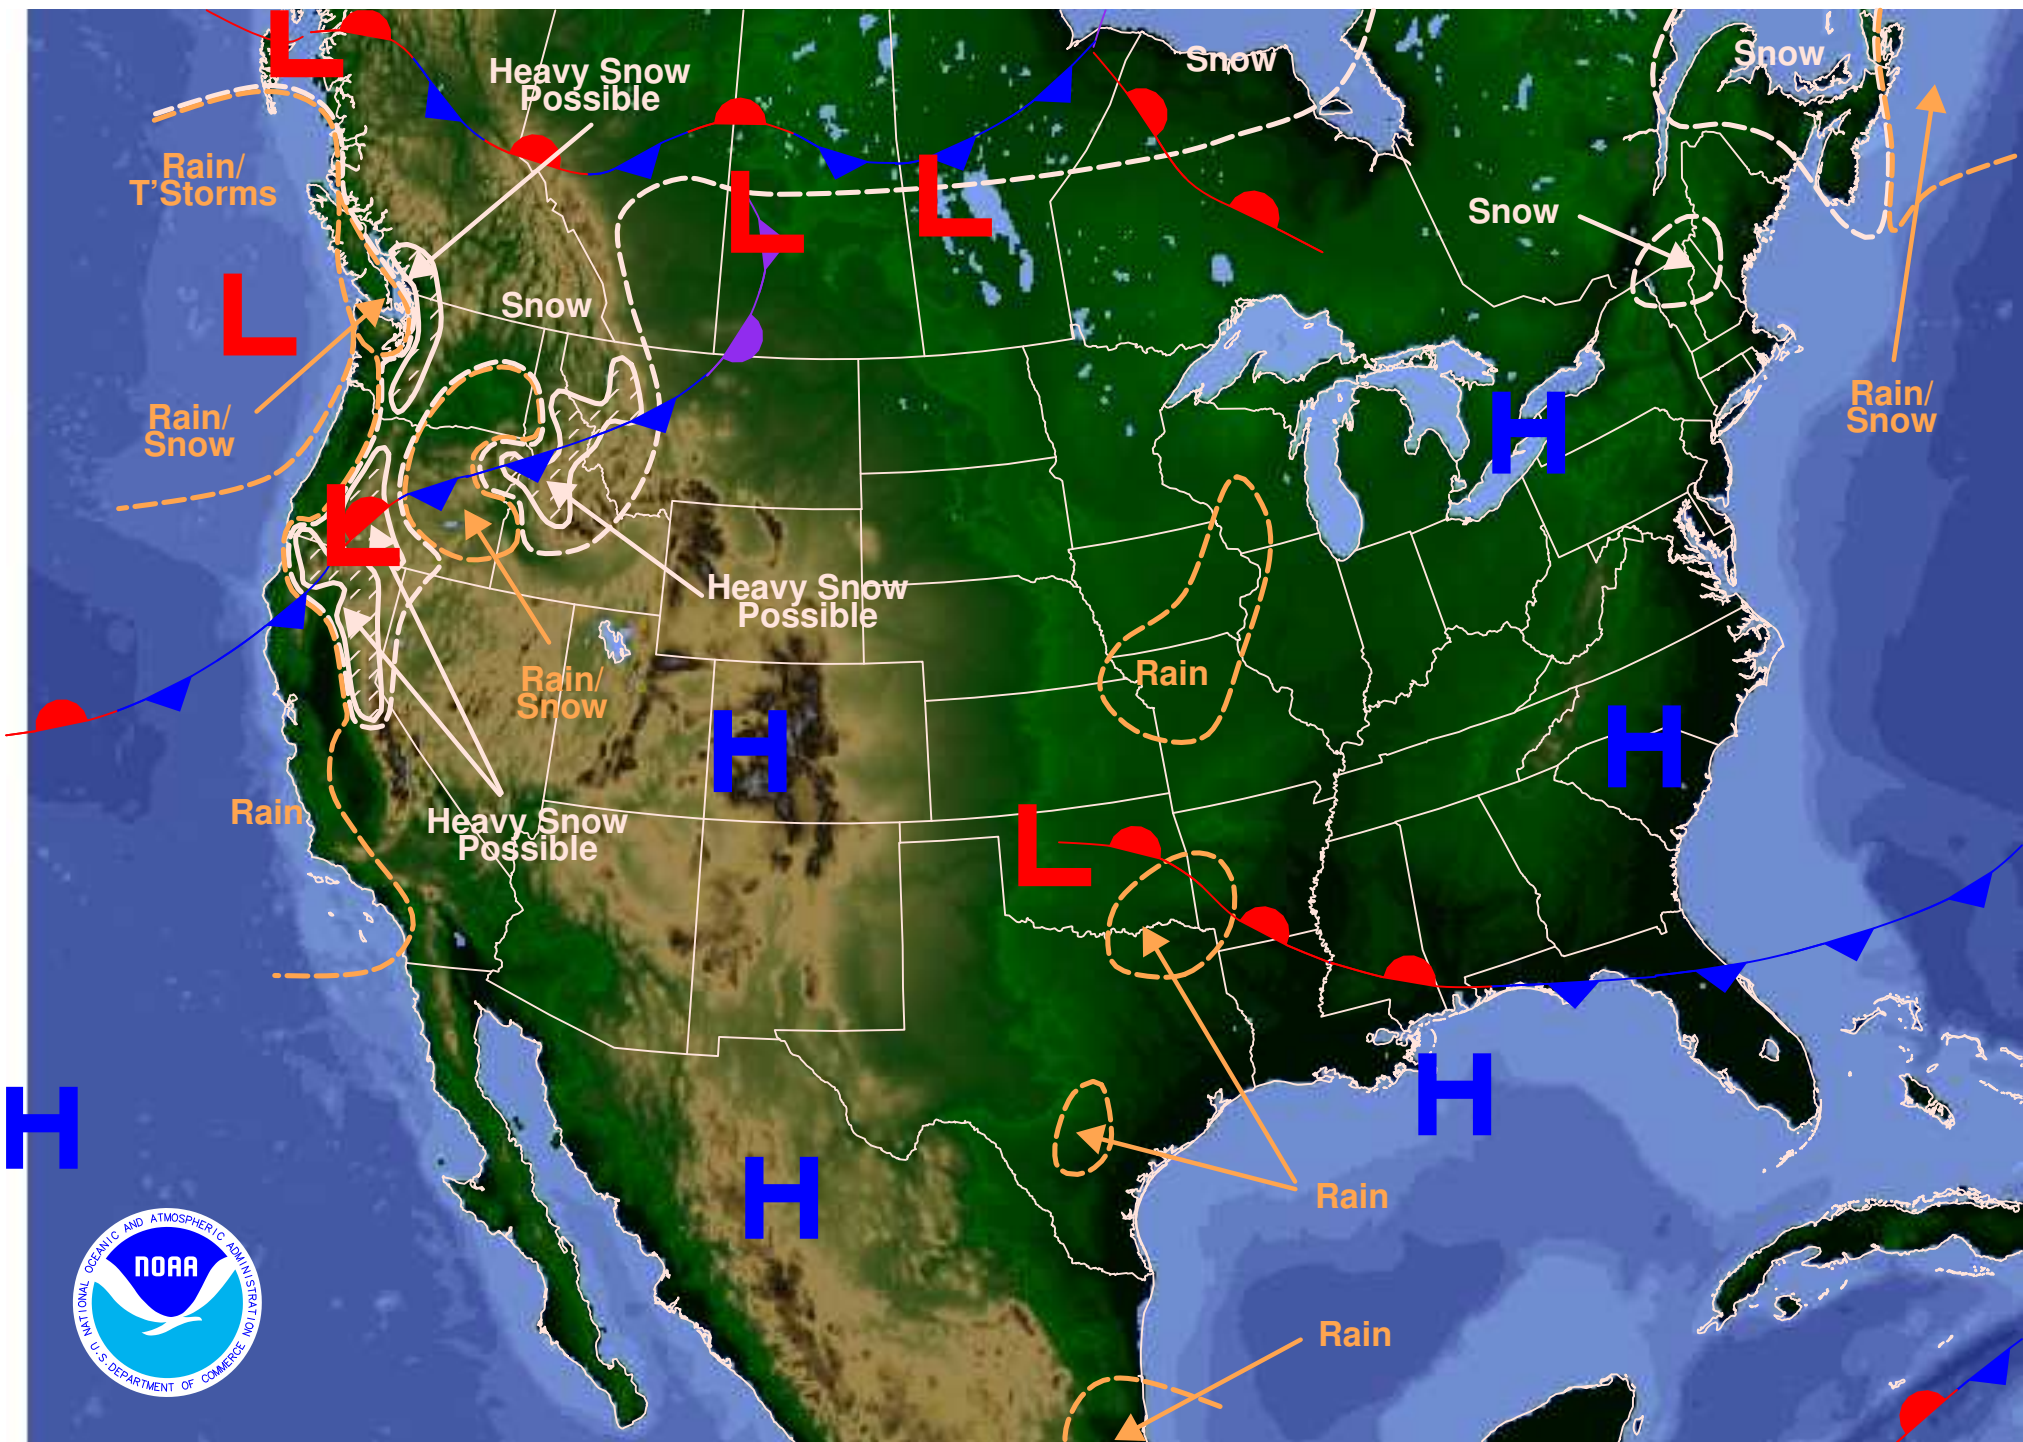 L
Heavy Snow
Possible
Snow
Snow
Rain/
T'Storms
L
L
Snow
L
Snow
Rain/
Snow
H
Rain/
Snow
L
Heavy Snow
Possible
Rain
Rain/
Snow
H
H
Rain
Heavy Snow
Possible
L
H
H
H
Rain
Rain
NATIONAL OCEANIC AND ATMOSPHERIC ADMINISTRATION
NOAA
U.S. DEPARTMENT OF COMMERCE